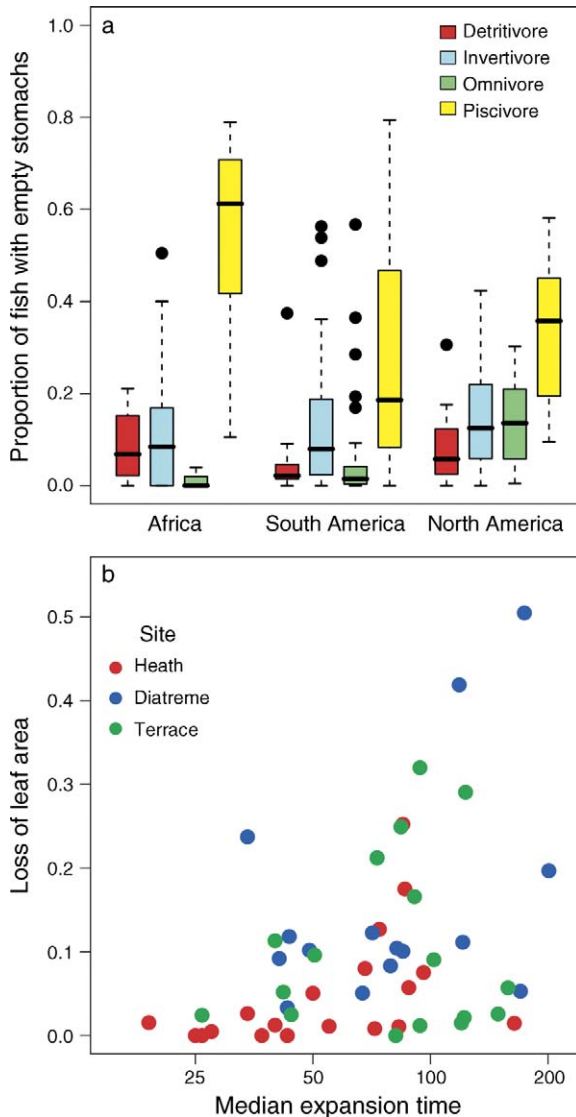 a
Detritivore
Invertivore
Omnivore
Piscivore
Proportion of fish with empty stomachs
1.0
0.8
0.6
0.4
0.2
0.0
Africa South America North America
b
Site
Heath
Diatreme
Terrace
Loss of leaf area
0.5
0.4
0.3
0.2
0.1
0.0
25 50 100 200
Median expansion time